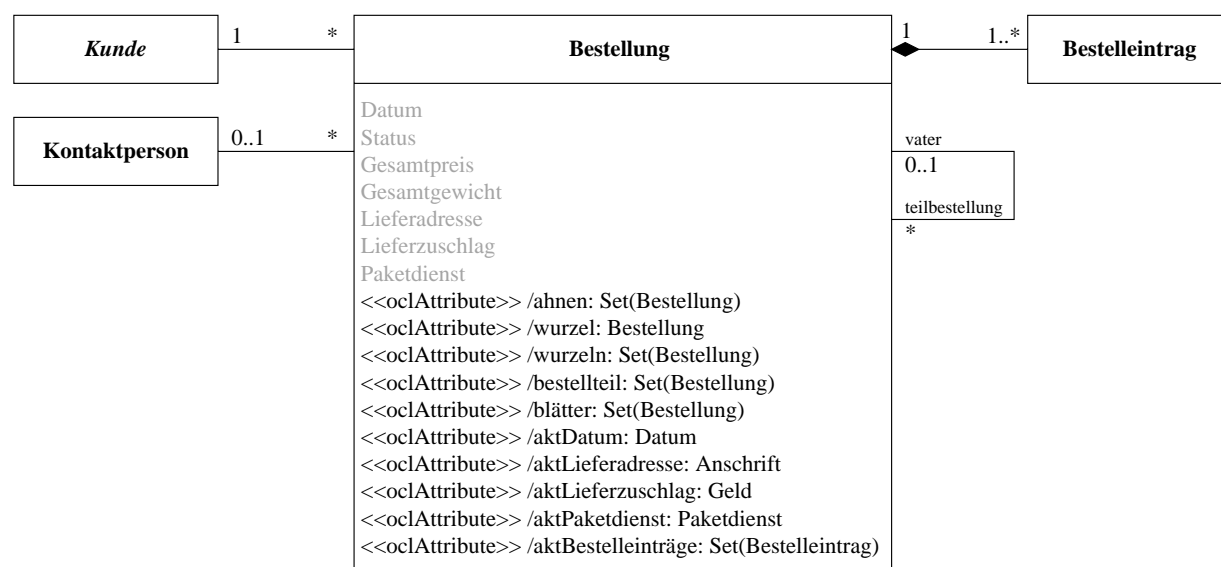 Kunde
1
*
Bestellung
1
1..*
Bestelleintrag
Kontaktperson
0..1
*
Datum
Status
Gesamtpreis
Gesamtgewicht
Lieferadresse
Lieferzuschlag
Paketdienst
<<oclAttribute>> /ahnen: Set(Bestellung)
<<oclAttribute>> /wurzel: Bestellung
<<oclAttribute>> /wurzeln: Set(Bestellung)
<<oclAttribute>> /bestellteil: Set(Bestellung)
<<oclAttribute>> /blätter: Set(Bestellung)
<<oclAttribute>> /aktDatum: Datum
<<oclAttribute>> /aktLieferadresse: Anschrift
<<oclAttribute>> /aktLieferzuschlag: Geld
<<oclAttribute>> /aktPaketdienst: Paketdienst
<<oclAttribute>> /aktBestelleinträge: Set(Bestelleintrag)
vater
0..1
teilbestellung
*